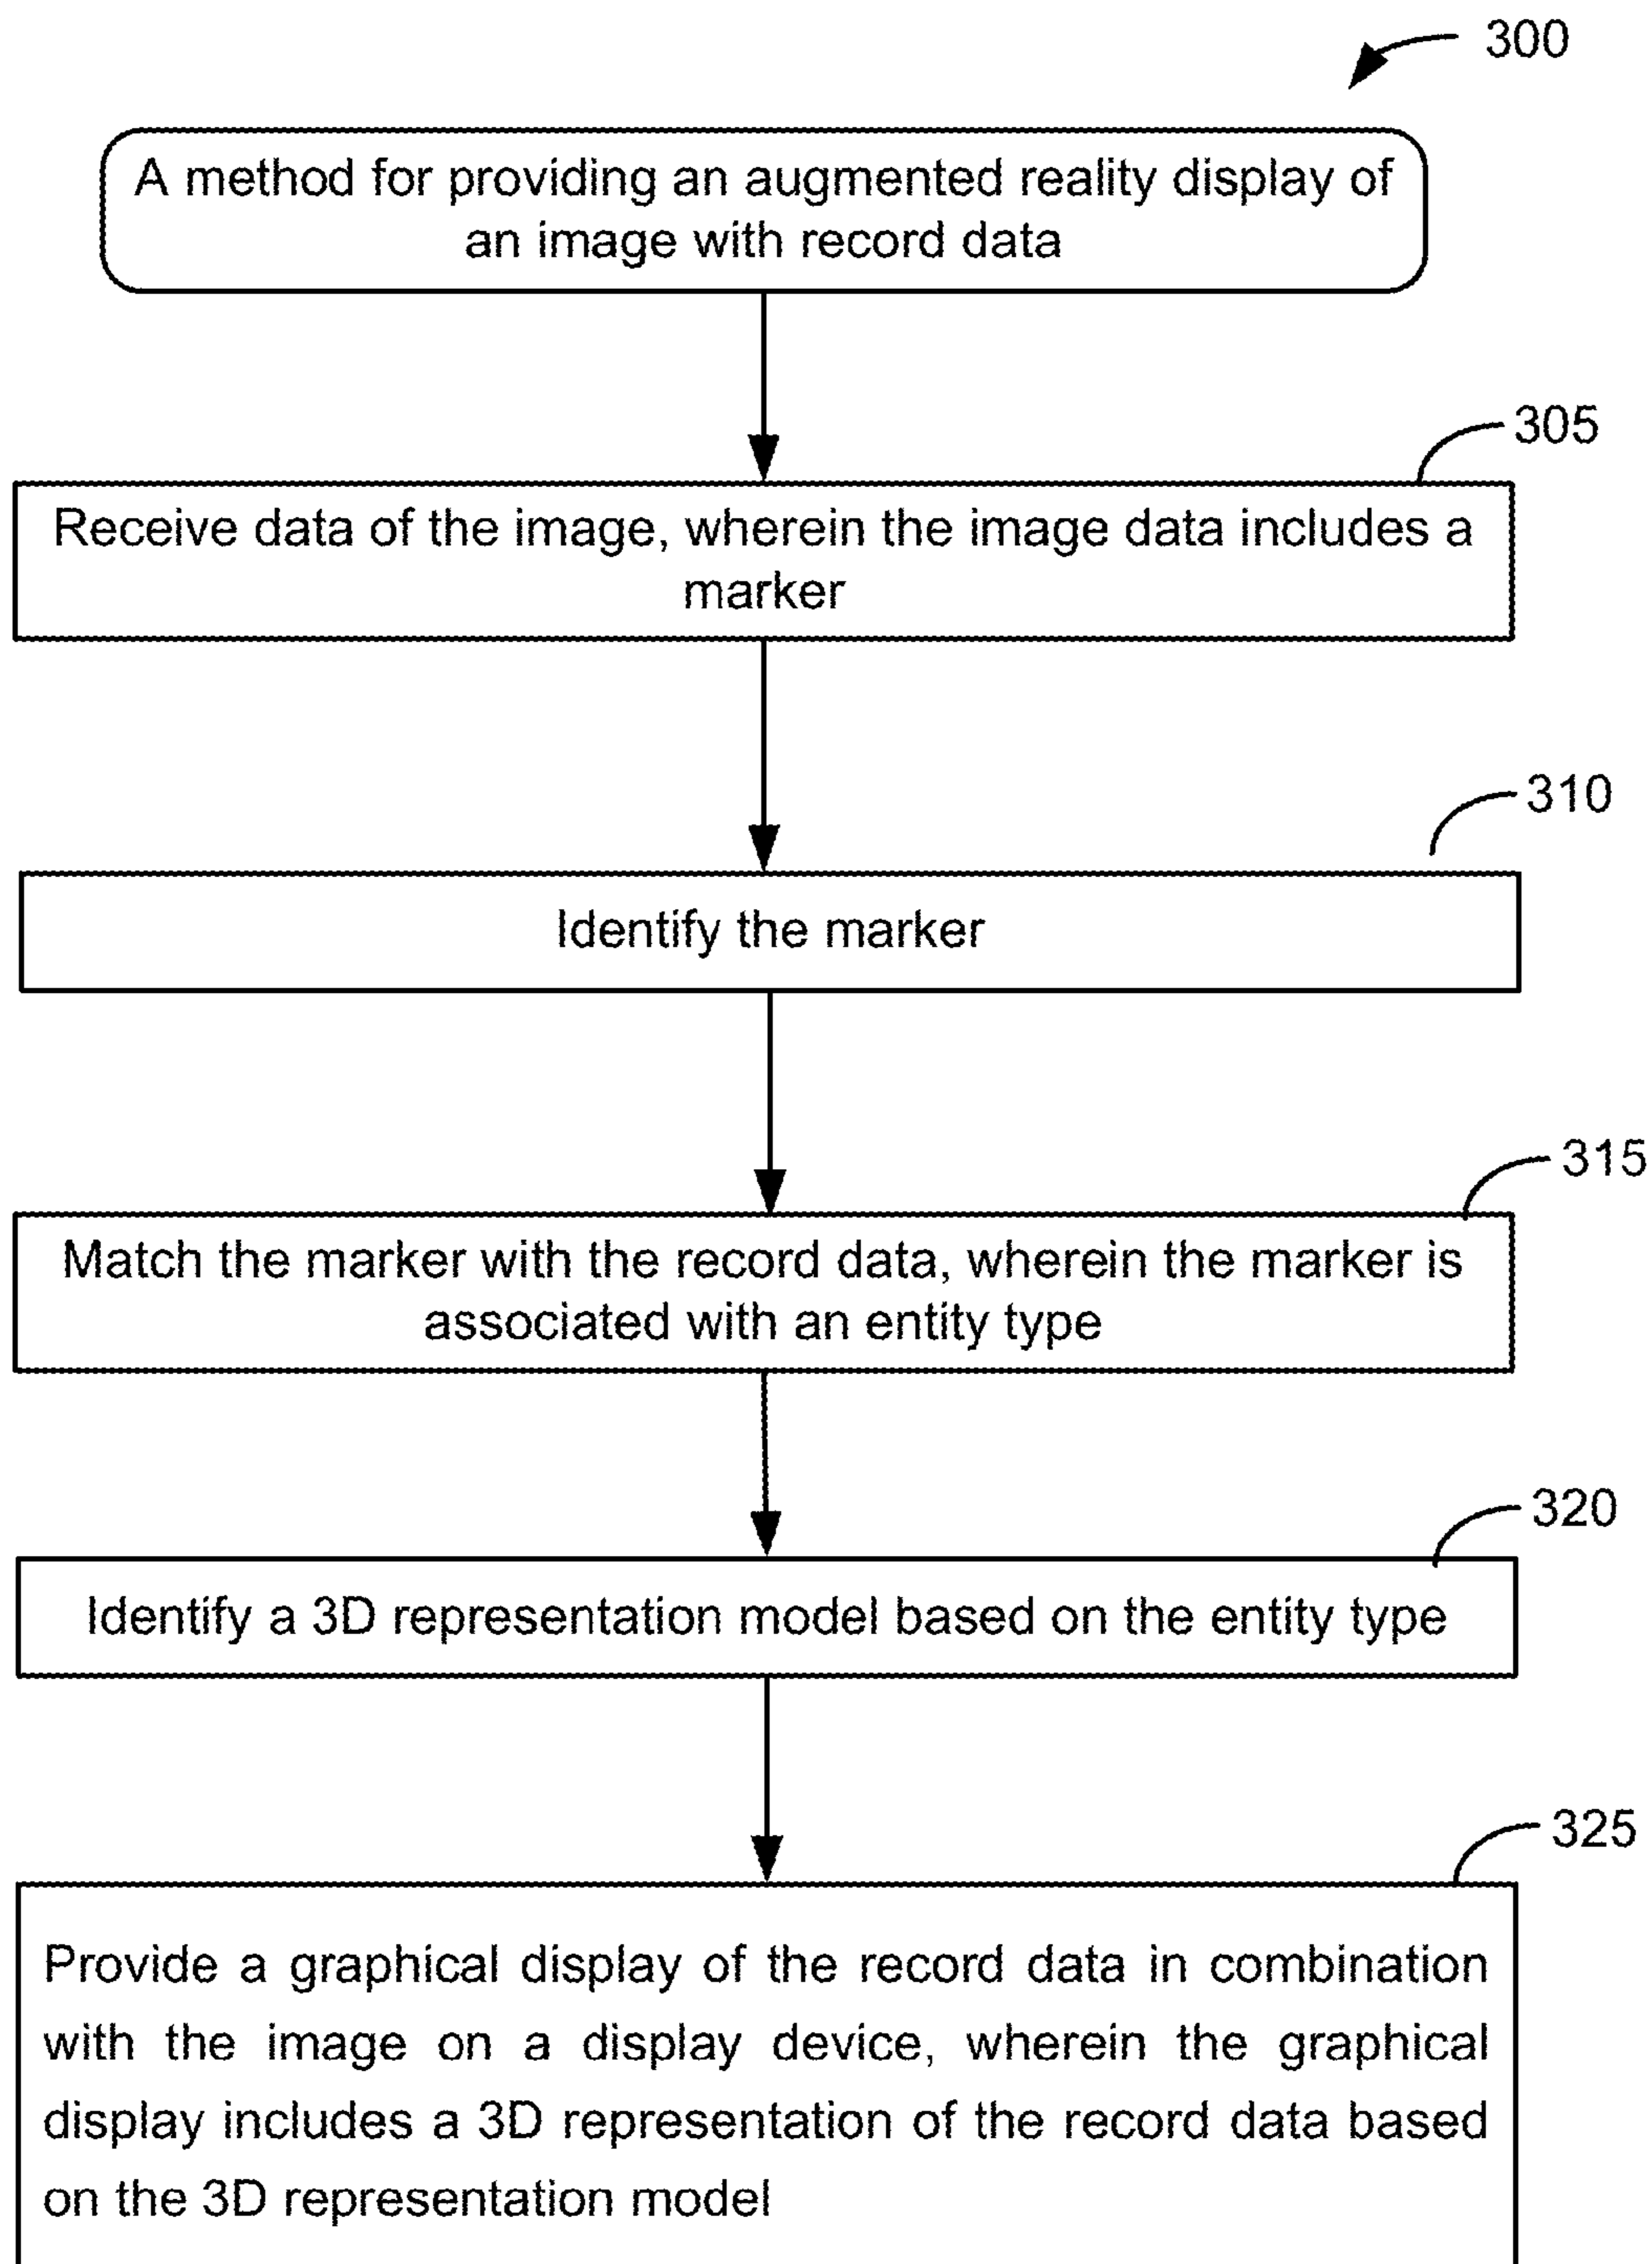 300
A method for providing an augmented reality display of
an image with record data
305
Receive data of the image, wherein the image data includes a
marker
310
Identify the marker
315
Match the marker with the record data, wherein the marker is
associated with an entity type
320
Identify a 3D representation model based on the entity type
325
Provide a graphical display of the record data in combination
with the image on a display device, wherein the graphical
display includes a 3D representation of the record data based
on the 3D representation model